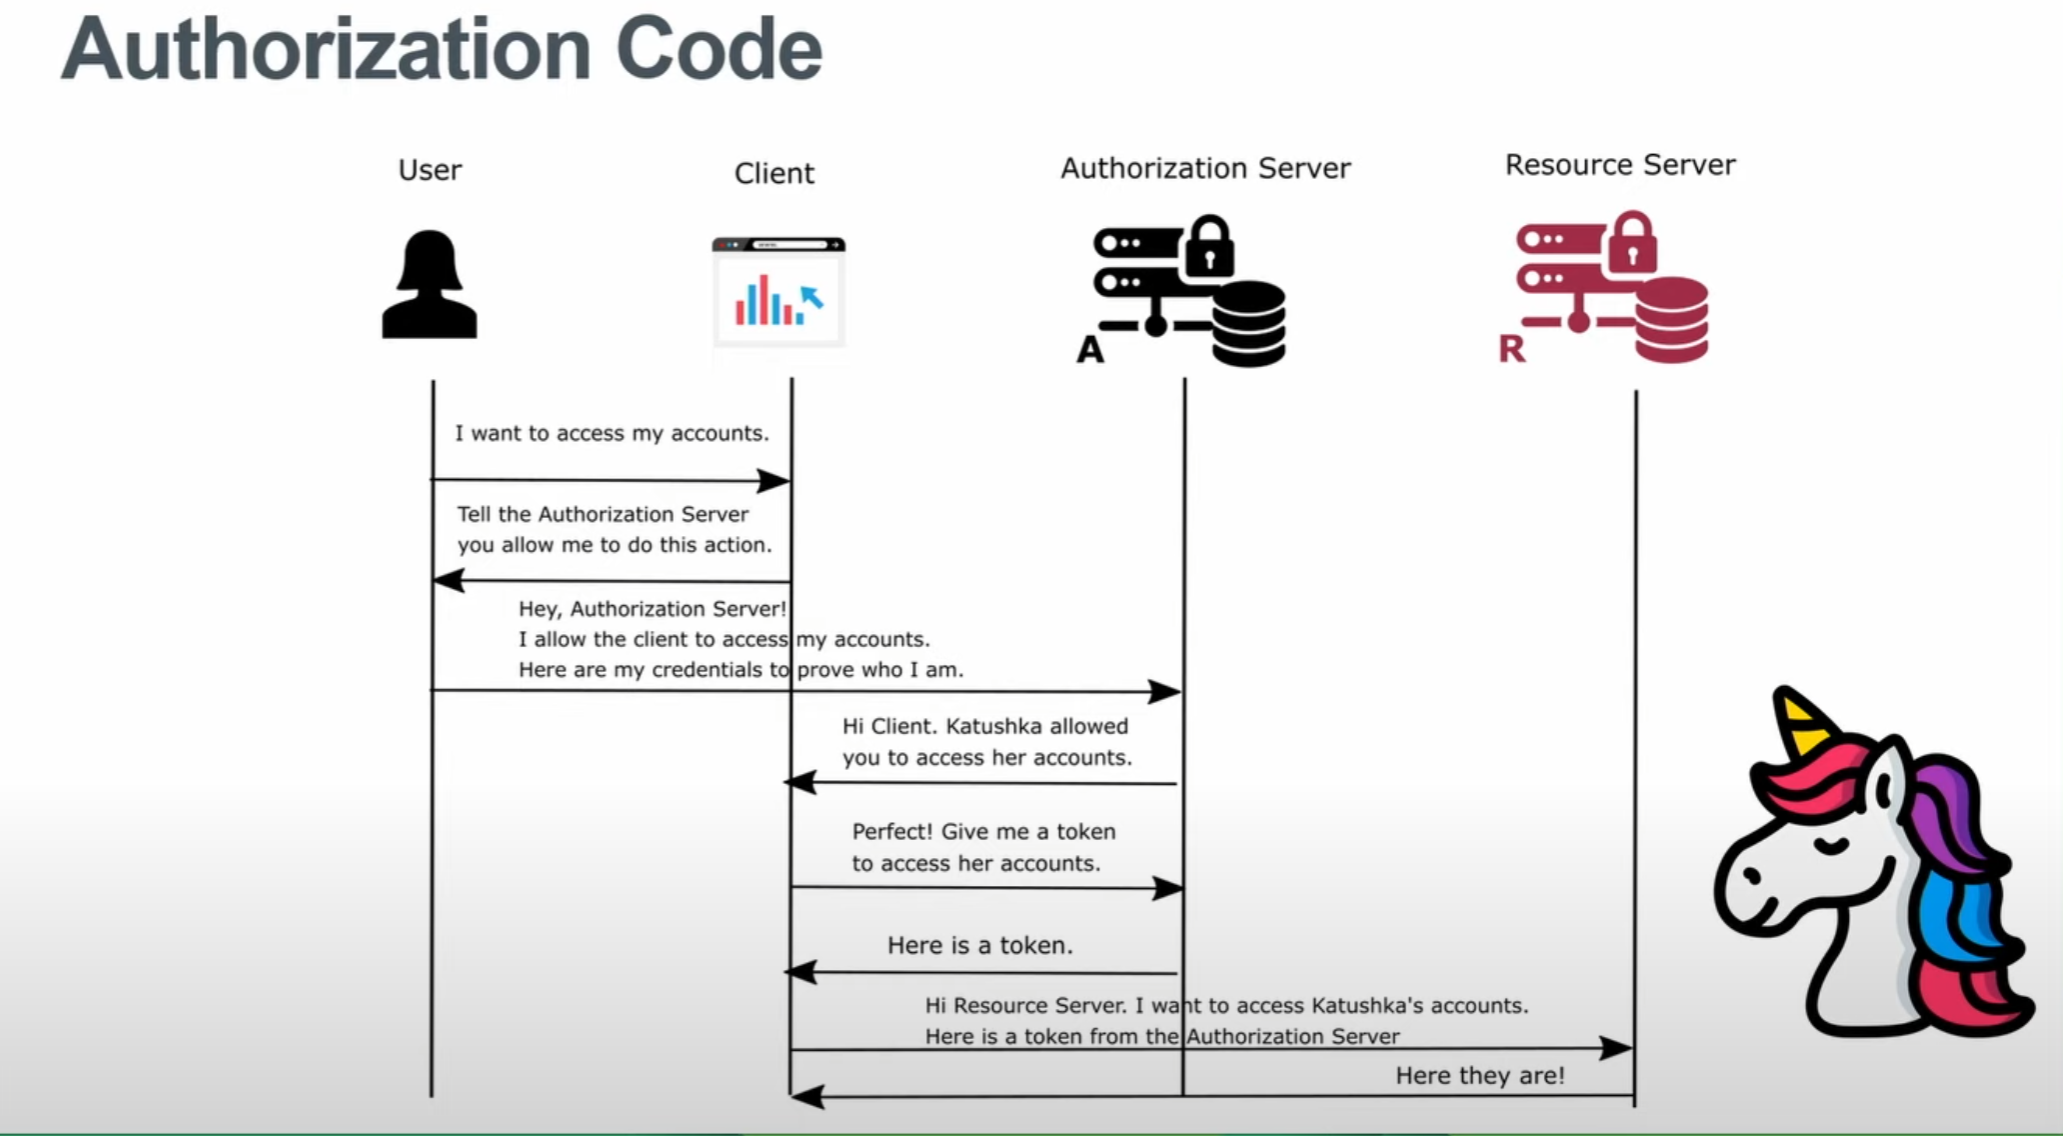 Authorization Code
User
Client
Authorization Server
Resource Server
A
R
I want to access my accounts.
Tell the Authorization Server
you allow me to do this action.
Hey, Authorization Server!
I allow the client to access my accounts.
Here are my credentials to prove who I am.
Hi Client. Katushka allowed
you to access her accounts.
Perfect! Give me a token
to access her accounts.
Here is a token.
Hi Resource Server. I want to access Katushka's accounts.
Here is a token from the Authorization Server
Here they are!